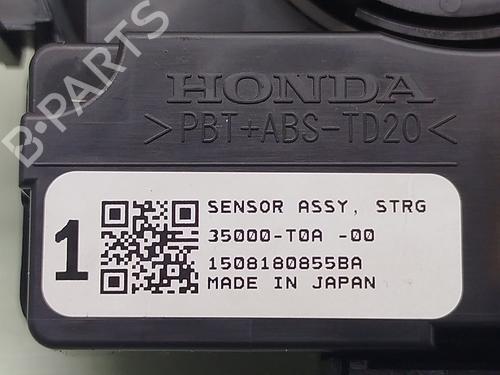 HONDA
>PBT+ABS-TD20<
B-PARTS
1
SENSOR ASSY, STRG
35000-T0A -00
1508180855BA
MADE IN JAPAN